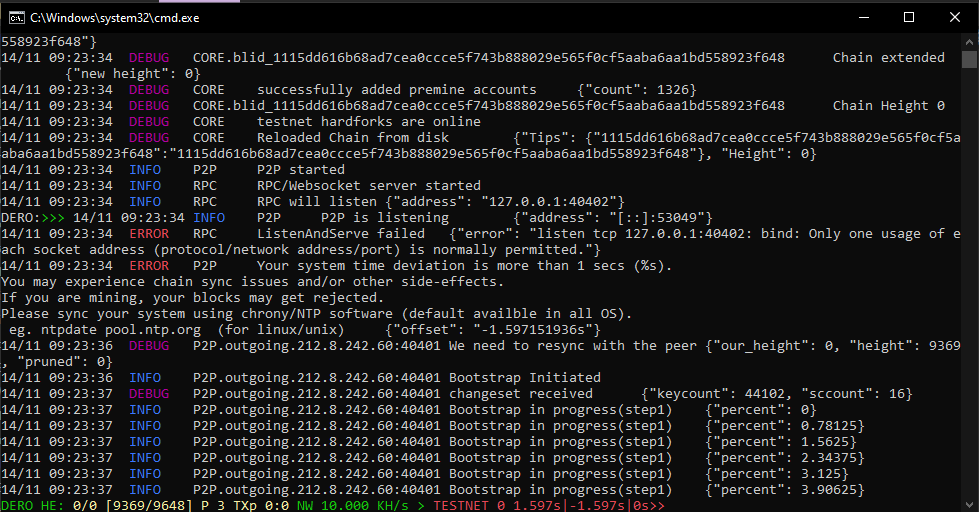 C:\Windows\system32\cmd.exe
558923f648"}
14/11 09:23:34  DEBUG   CORE.blid_1115dd616b68ad7cea0ccce5f743b888029e565f0cf5aaba6aa1bd558923f648      Chain extended
        {"new height": 0}
14/11 09:23:34  DEBUG   CORE    successfully added premine accounts     {"count": 1326}
14/11 09:23:34  DEBUG   CORE.blid_1115dd616b68ad7cea0ccce5f743b888029e565f0cf5aaba6aa1bd558923f648      Chain Height 0
14/11 09:23:34  DEBUG   CORE    testnet hardforks are online
14/11 09:23:34  DEBUG   CORE    Reloaded Chain from disk        {"Tips": {"1115dd616b68ad7cea0ccce5f743b888029e565f0cf5a
aba6aa1bd558923f648":"1115dd616b68ad7cea0ccce5f743b888029e565f0cf5aaba6aa1bd558923f648"}, "Height": 0}
14/11 09:23:34  INFO    P2P     P2P started
14/11 09:23:34  INFO    RPC     RPC/Websocket server started
14/11 09:23:34  INFO    RPC     RPC will listen {"address": "127.0.0.1:40402"}
DERO:>>> 14/11 09:23:34 INFO    P2P     P2P is listening        {"address": "[::]:53049"}
14/11 09:23:34  ERROR   RPC     ListenAndServe failed   {"error": "listen tcp 127.0.0.1:40402: bind: Only one usage of e
ach socket address (protocol/network address/port) is normally permitted."}
14/11 09:23:34  ERROR   P2P     Your system time deviation is more than 1 secs (%s).
You may experience chain sync issues and/or other side-effects.
If you are mining, your blocks may get rejected.
Please sync your system using chrony/NTP software (default availble in all OS).
 eg. ntpdate pool.ntp.org  (for linux/unix)     {"offset": "-1.597151936s"}
14/11 09:23:36  DEBUG   P2P.outgoing.212.8.242.60:40401 We need to resync with the peer {"our_height": 0, "height": 9369
, "pruned": 0}
14/11 09:23:36  INFO    P2P.outgoing.212.8.242.60:40401 Bootstrap Initiated
14/11 09:23:37  DEBUG   P2P.outgoing.212.8.242.60:40401 changeset received      {"keycount": 44102, "sccount": 16}
14/11 09:23:37  INFO    P2P.outgoing.212.8.242.60:40401 Bootstrap in progress(step1)    {"percent": 0}
14/11 09:23:37  INFO    P2P.outgoing.212.8.242.60:40401 Bootstrap in progress(step1)    {"percent": 0.78125}
14/11 09:23:37  INFO    P2P.outgoing.212.8.242.60:40401 Bootstrap in progress(step1)    {"percent": 1.5625}
14/11 09:23:37  INFO    P2P.outgoing.212.8.242.60:40401 Bootstrap in progress(step1)    {"percent": 2.34375}
14/11 09:23:37  INFO    P2P.outgoing.212.8.242.60:40401 Bootstrap in progress(step1)    {"percent": 3.125}
14/11 09:23:37  INFO    P2P.outgoing.212.8.242.60:40401 Bootstrap in progress(step1)    {"percent": 3.90625}
DERO HE: 0/0 [9369/9648] P 3 TXp 0:0 NW 10.000 KH/s > TESTNET 0 1.597s|-1.597s|0s>>